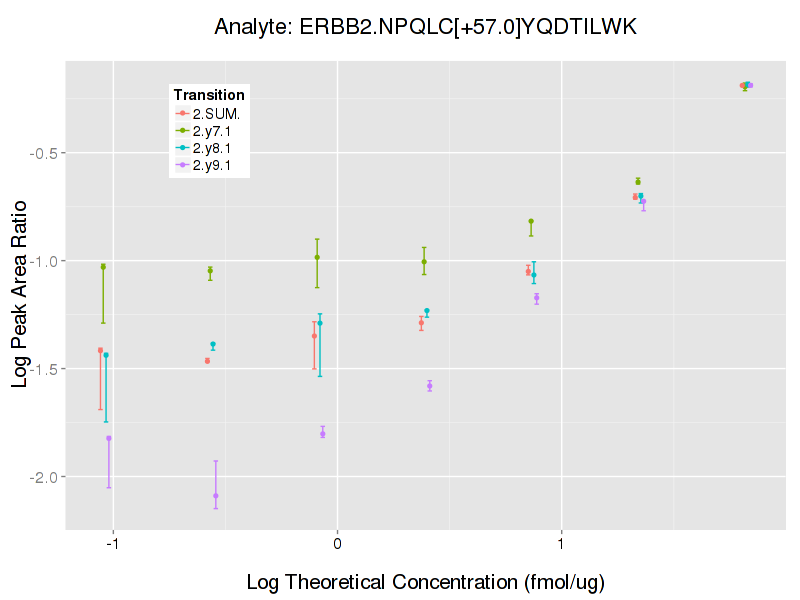 Analyte: ERBB2.NPQLC[+57.0]YQDTILWK
Transition
2.SUM.
2.y7.1
2.y8.1
2.y9.1
Log Peak Area Ratio
-0.5
-1.0
-1.5
-2.0
-1
0
1
Log Theoretical Concentration (fmol/ug)